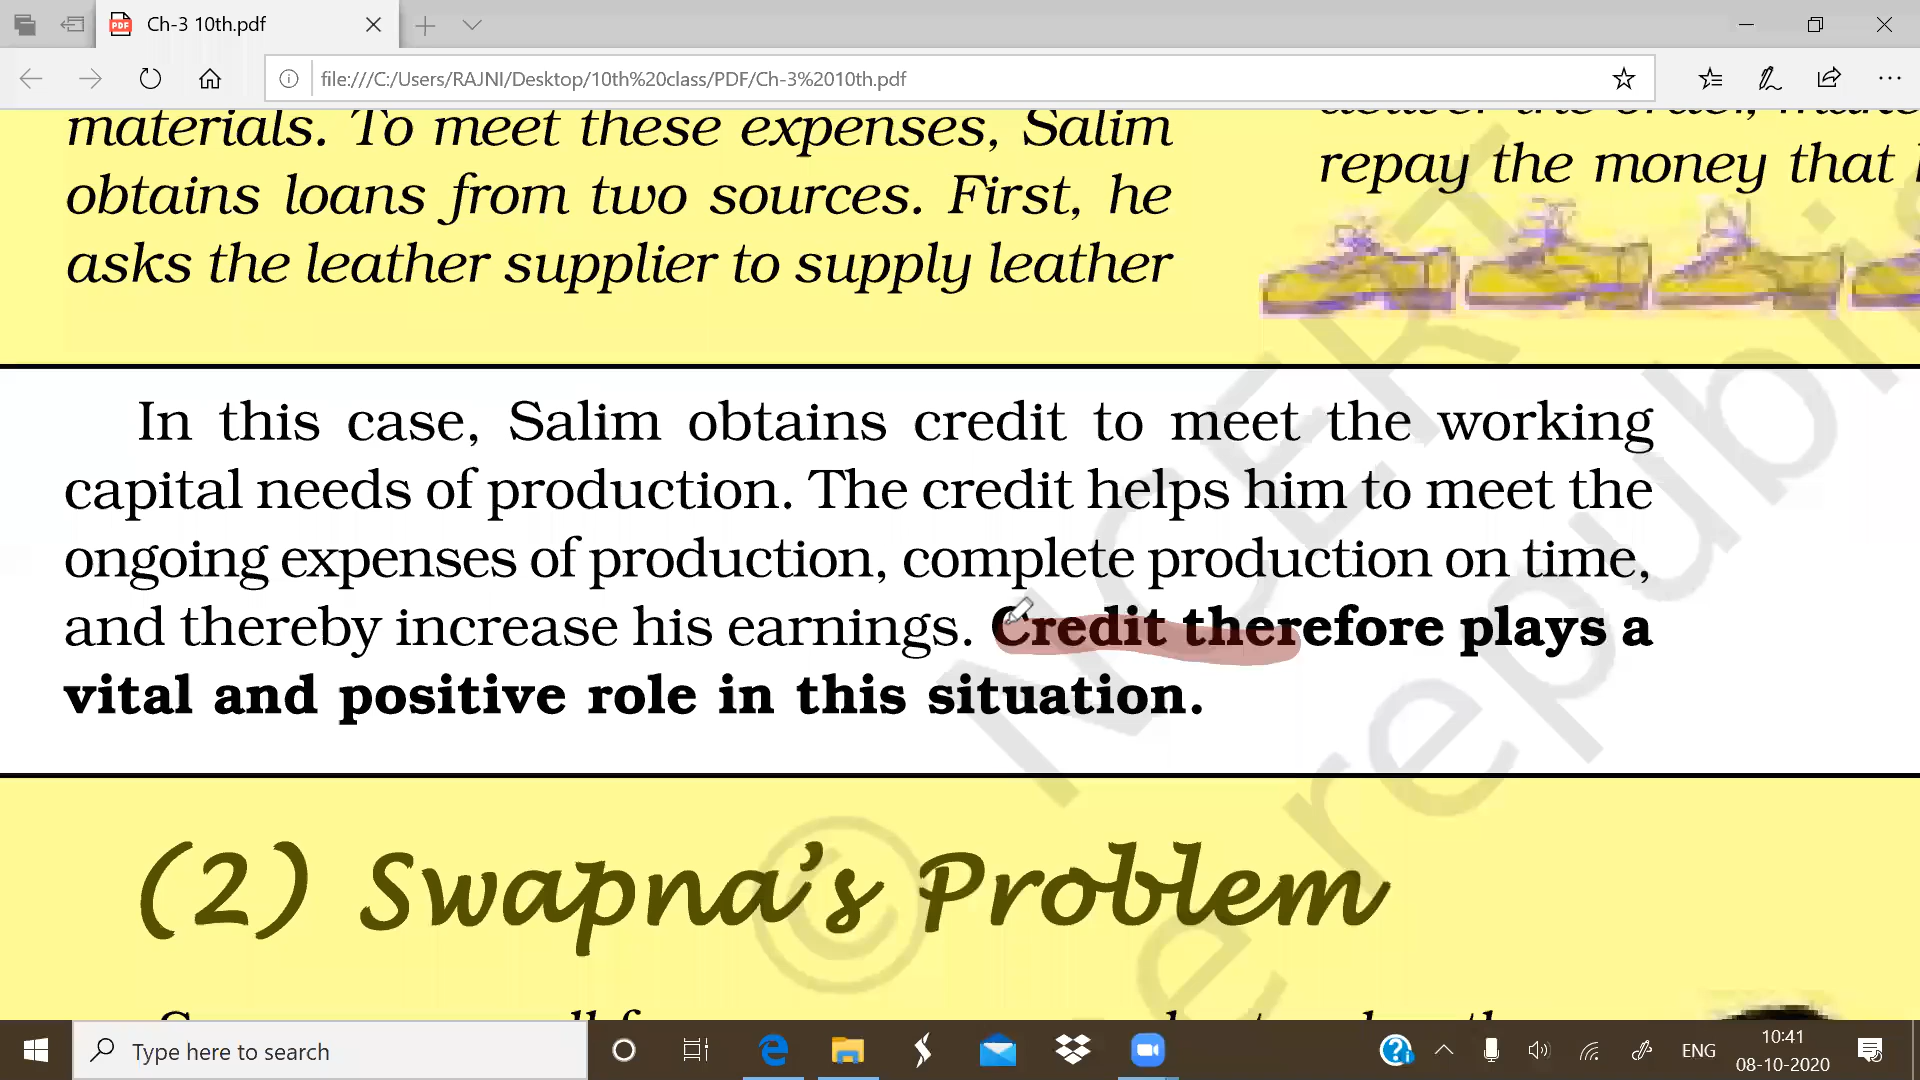 Ch-3 10th.pdf
file:///C:/Users/RAJNI/Desktop/10th%20class/PDF/Ch-3%2010th.pdf
materials. To meet these expenses, Salim
obtains loans from two sources. First, he
asks the leather supplier to supply leather
repay the money that
In this case, Salim obtains credit to meet the working
capital needs of production. The credit helps him to meet the
ongoing expenses of production, complete production on time,
and thereby increase his earnings. Credit therefore plays a
vital and positive role in this situation.
(2) Swapna's Problem
© NCERT
e republis
Type here to search
ENG
10:41
08-10-2020